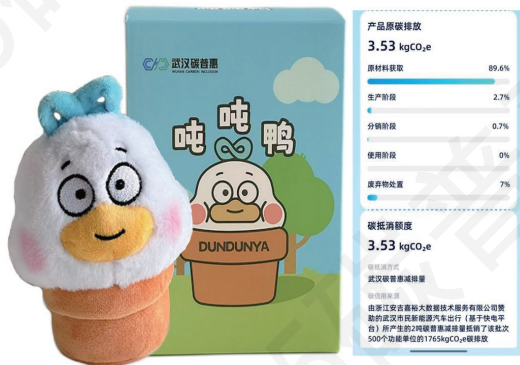 武汉碳普惠
WUHAN CARBON INCLUSION
吨吨鸭
DUNDUNYA
产品原碳排放
3.53 kgCO₂e
原材料获取 89.6%
生产阶段 2.7%
分销阶段 0.7%
使用阶段 0%
废弃物处置 7%
碳抵消额度
3.53 kgCO₂e
碳抵消方式
武汉碳普惠减排量
碳信用来源
由浙江安吉嘉裕大数据技术服务有限公司赞
助的武汉市民新能源汽车出行（基于快电平
台）所产生的2吨碳普惠减排量抵销了该批次
500个功能单位的1765kgCO₂e碳排放